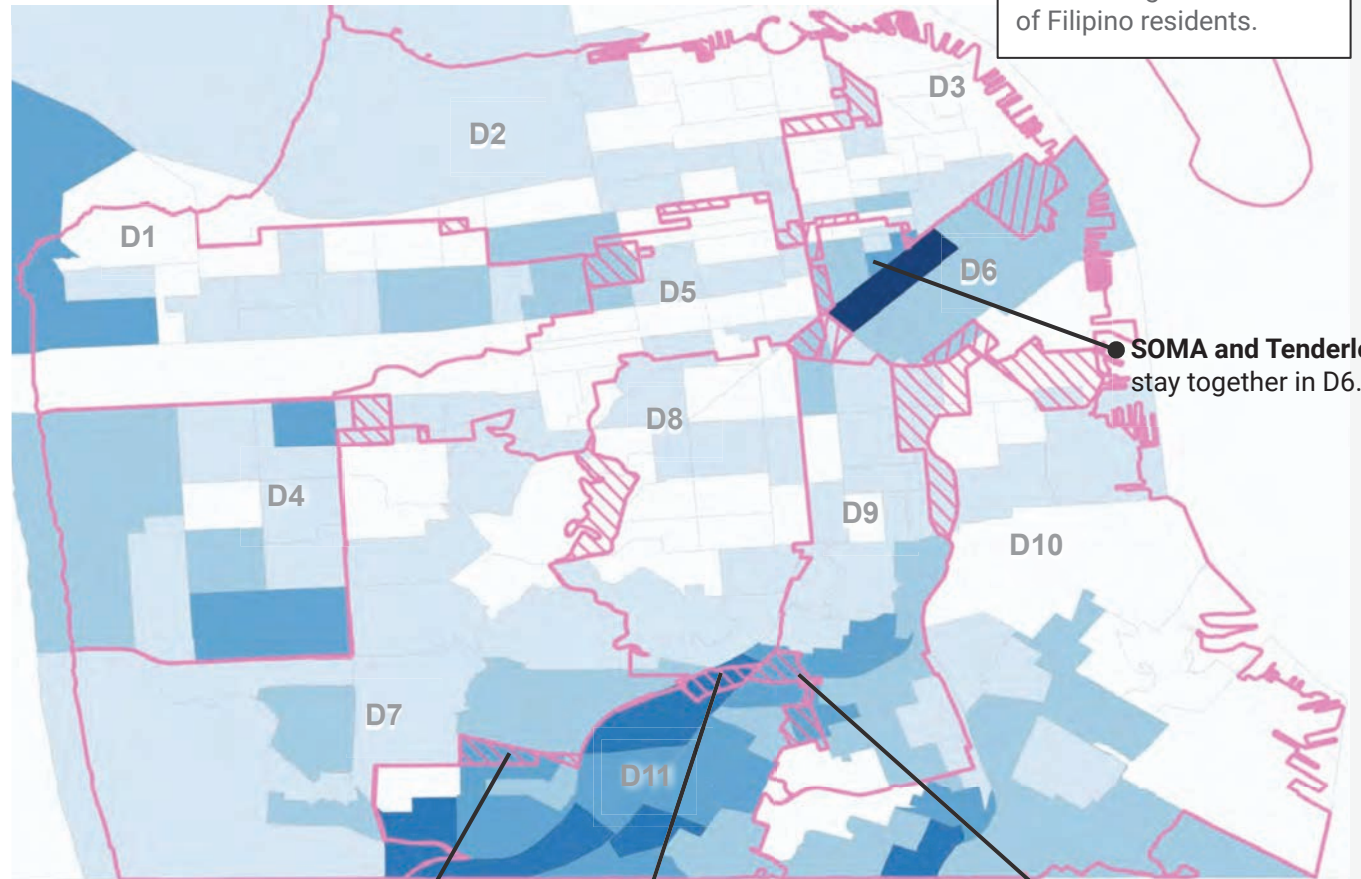 of Filipino residents.
D3
D2
D1
D6
D5
SOMA and
stay together in D6.
D8
D4
D9
D10
D7
D11